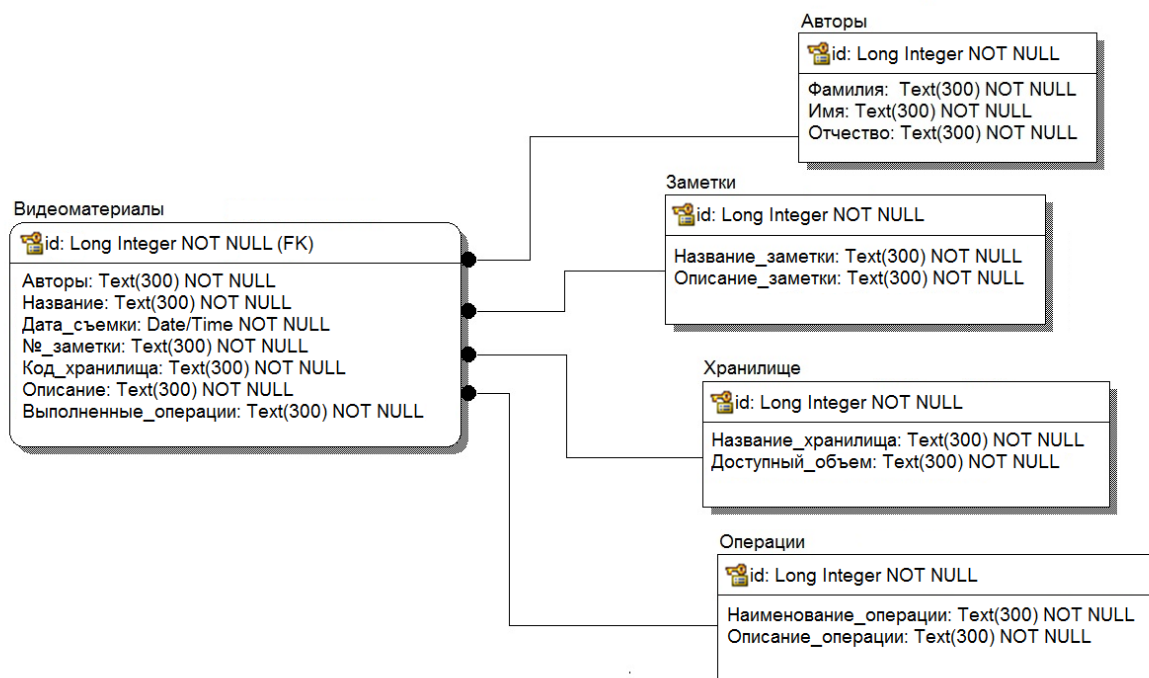 Авторы
id: Long Integer NOT NULL
Фамилия: Text(300) NOT NULL
Имя: Text(300) NOT NULL
Отчество: Text(300) NOT NULL
Заметки
id: Long Integer NOT NULL
Название_заметки: Text(300) NOT NULL
Описание_заметки: Text(300) NOT NULL
Видеоматериалы
id: Long Integer NOT NULL (FK)
Авторы: Text(300) NOT NULL
Название: Text(300) NOT NULL
Дата_съемки: Date/Time NOT NULL
№_заметки: Text(300) NOT NULL
Код_хранилища: Text(300) NOT NULL
Описание: Text(300) NOT NULL
Выполненные_операции: Text(300) NOT NULL
Хранилище
id: Long Integer NOT NULL
Название_хранилища: Text(300) NOT NULL
Доступный_объем: Text(300) NOT NULL
Операции
id: Long Integer NOT NULL
Наименование_операции: Text(300) NOT NULL
Описание_операции: Text(300) NOT NULL